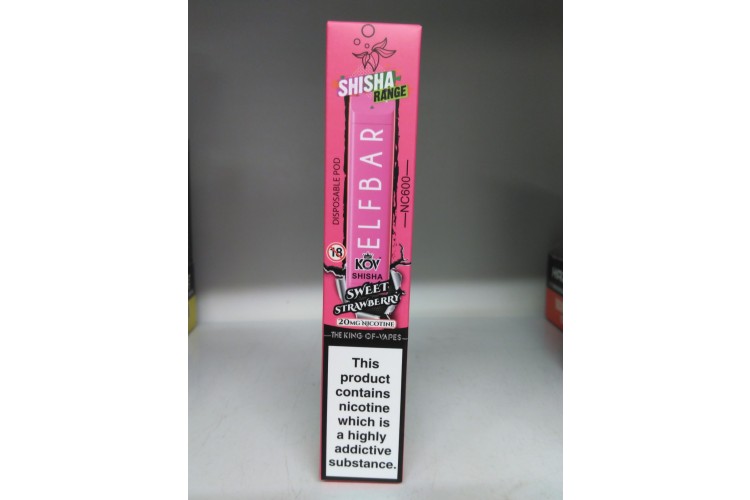 SHISHA
RANGE
DISPOSABLE POD
ELFBAR
NC600
18
KOV
SHISHA
SWEET
STRAWBERRY
20MG NICOTINE
THE KING OF-VAPES
This
product
contains
nicotine
which is
a highly
addictive
substance.